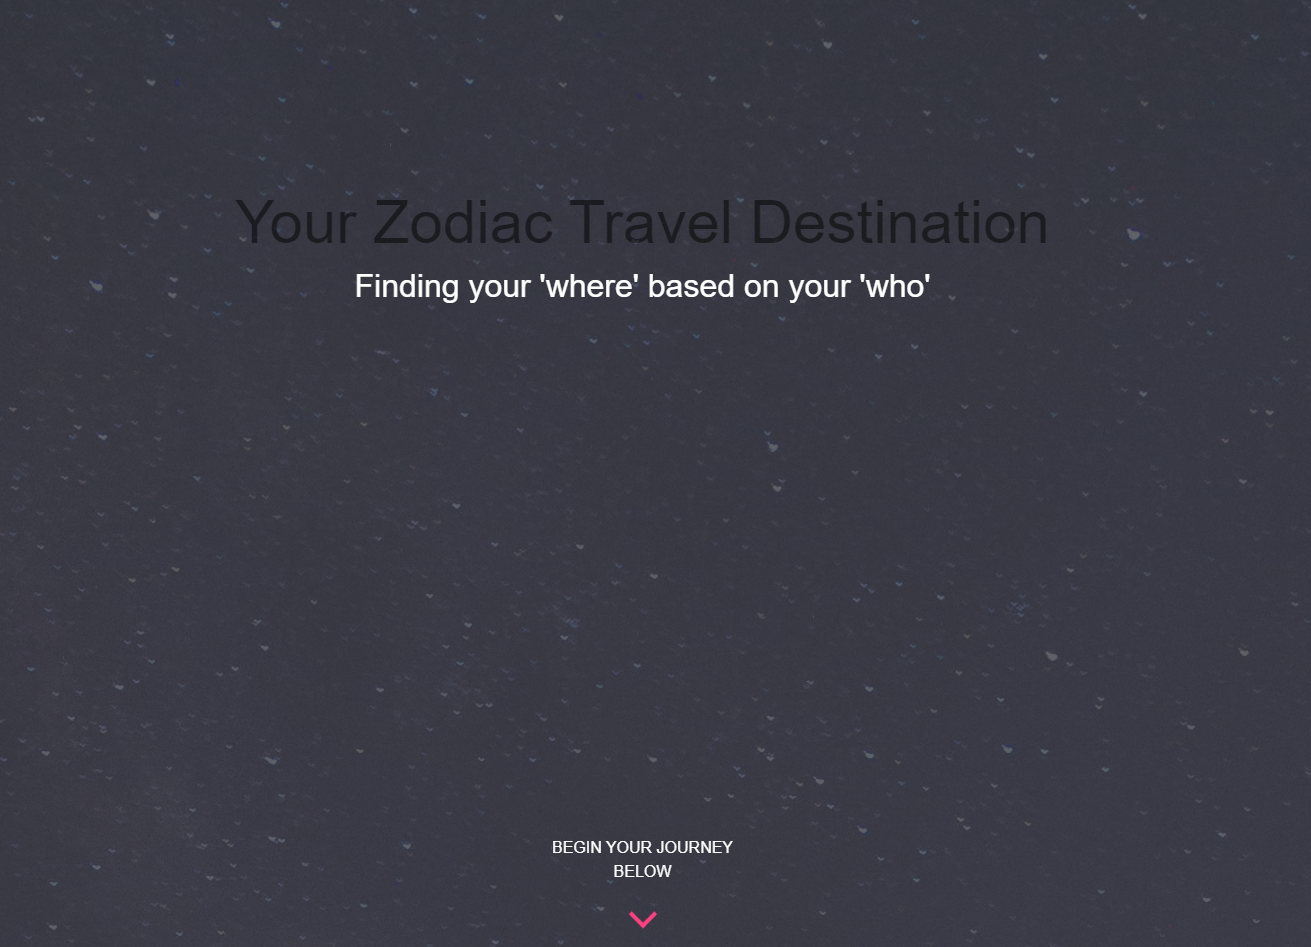 Your Zodiac Travel Destination
Finding your 'where' based on your 'who'
BEGIN YOUR JOURNEY
BELOW